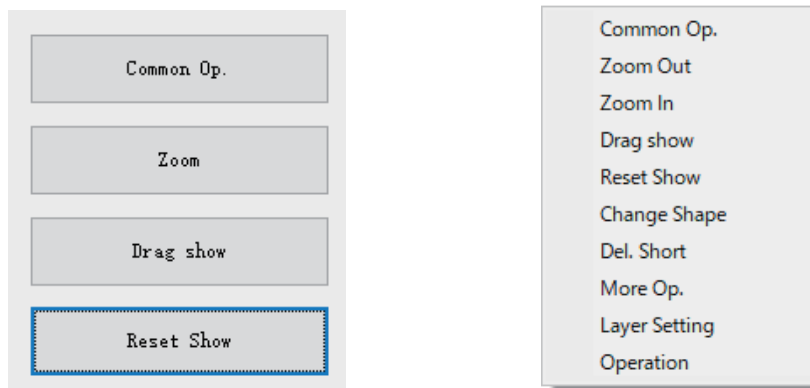 Common Op.
Zoom
Drag show
Reset Show
Common Op.
Zoom Out
Zoom In
Drag show
Reset Show
Change Shape
Del. Short
More Op.
Layer Setting
Operation